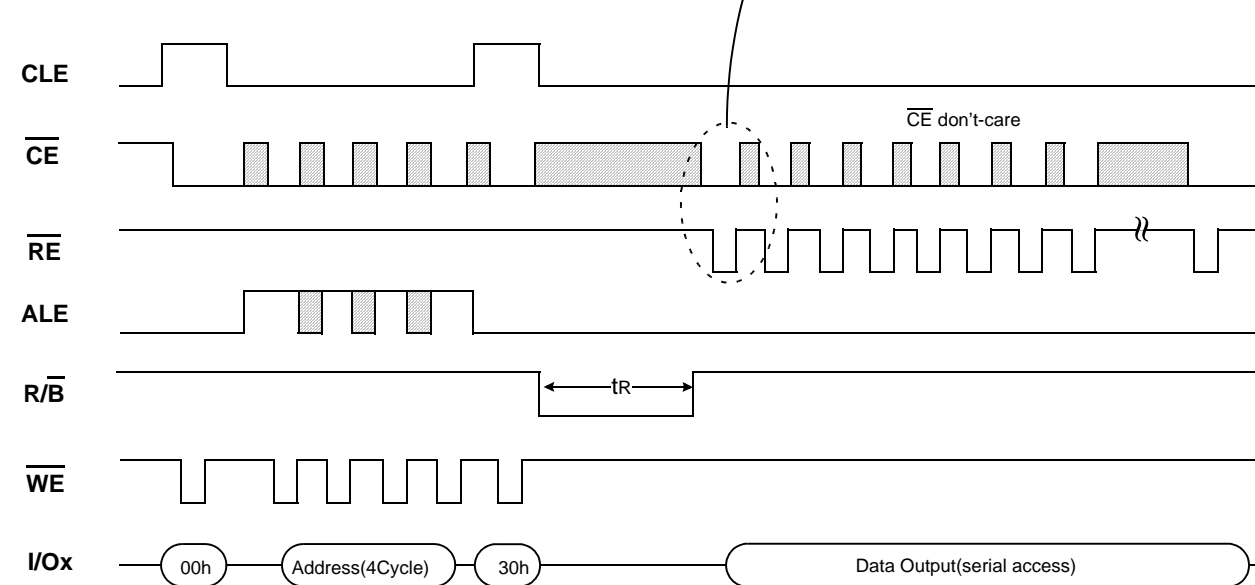 CLE
CE don't-care
CE
RE
ALE
R/B
tR
WE
I/Ox
00h
Address(4Cycle)
30h
Data Output(serial access)